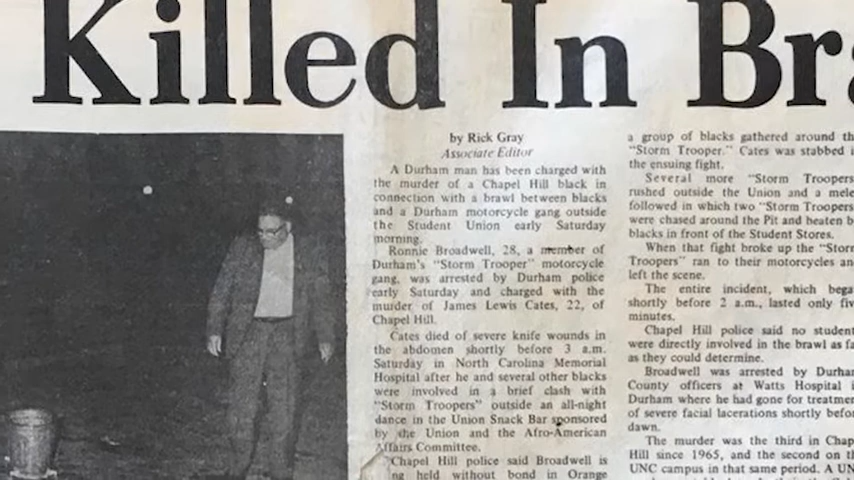 Killed In Bra
by Rick Gray
Associate Editor
A Durham man has been charged with
the murder of a Chapel Hill black in
connection with a brawl between blacks
and a Durham motorcycle gang outside
the Student Union early Saturday
morning.
Ronnie Broadwell, 28, a member of
Durham's "Storm Trooper" motorcycle
gang, was arrested by Durham police
early Saturday and charged with the
murder of James Lewis Cates, 22, of
Chapel Hill.
Cates died of severe knife wounds in
the abdomen shortly before 3 a.m.
Saturday in North Carolina Memorial
Hospital after he and several other blacks
were involved in a brief clash with
"Storm Troopers" outside an all-night
dance in the Union Snack Bar sponsored
by the Union and the Afro-American
Affairs Committee.
Chapel Hill police said Broadwell is
ng held without bond in Orange
a group of blacks gathered around th
"Storm Trooper." Cates was stabbed i
the ensuing fight.
Several more "Storm Troopers
rushed outside the Union and a mele
followed in which two "Storm Troopers
were chased around the Pit and beaten b
blacks in front of the Student Stores.
When that fight broke up the "Storm
Troopers" ran to their motorcycles an
left the scene.
The entire incident, which bega
shortly before 2 a.m., lasted only fiv
minutes.
Chapel Hill police said no student
were directly involved in the brawl as fa
as they could determine.
Broadwell was arrested by Durham
County officers at Watts Hospital i
Durham where he had gone for treatmen
of severe facial lacerations shortly befor
dawn.
The murder was the third in Chap
Hill since 1965, and the second on th
UNC campus in that same period. A UN